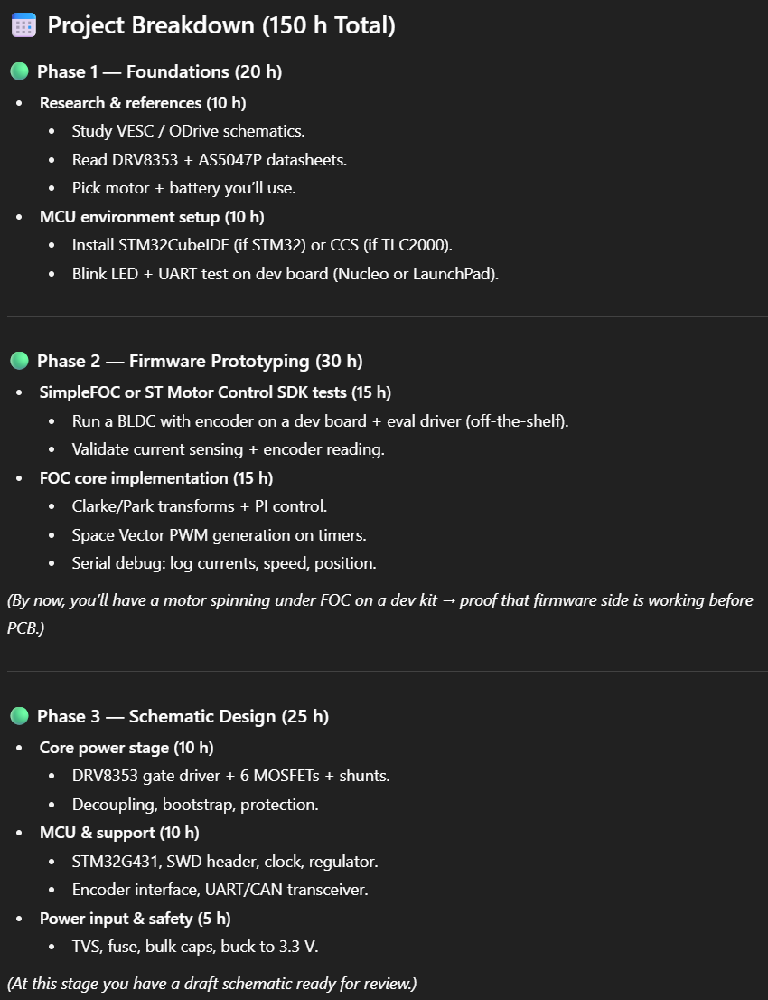 Project Breakdown (150 h Total)
Phase 1 — Foundations (20 h)
• Research & references (10 h)
• Study VESC / ODrive schematics.
• Read DRV8353 + AS5047P datasheets.
• Pick motor + battery you’ll use.
• MCU environment setup (10 h)
• Install STM32CubeIDE (if STM32) or CCS (if TI C2000).
• Blink LED + UART test on dev board (Nucleo or LaunchPad).
Phase 2 — Firmware Prototyping (30 h)
• SimpleFOC or ST Motor Control SDK tests (15 h)
• Run a BLDC with encoder on a dev board + eval driver (off-the-shelf).
• Validate current sensing + encoder reading.
• FOC core implementation (15 h)
• Clarke/Park transforms + PI control.
• Space Vector PWM generation on timers.
• Serial debug: log currents, speed, position.
(By now, you’ll have a motor spinning under FOC on a dev kit → proof that firmware side is working before
PCB.)
Phase 3 — Schematic Design (25 h)
• Core power stage (10 h)
• DRV8353 gate driver + 6 MOSFETs + shunts.
• Decoupling, bootstrap, protection.
• MCU & support (10 h)
• STM32G431, SWD header, clock, regulator.
• Encoder interface, UART/CAN transceiver.
• Power input & safety (5 h)
• TVS, fuse, bulk caps, buck to 3.3 V.
(At this stage you have a draft schematic ready for review.)